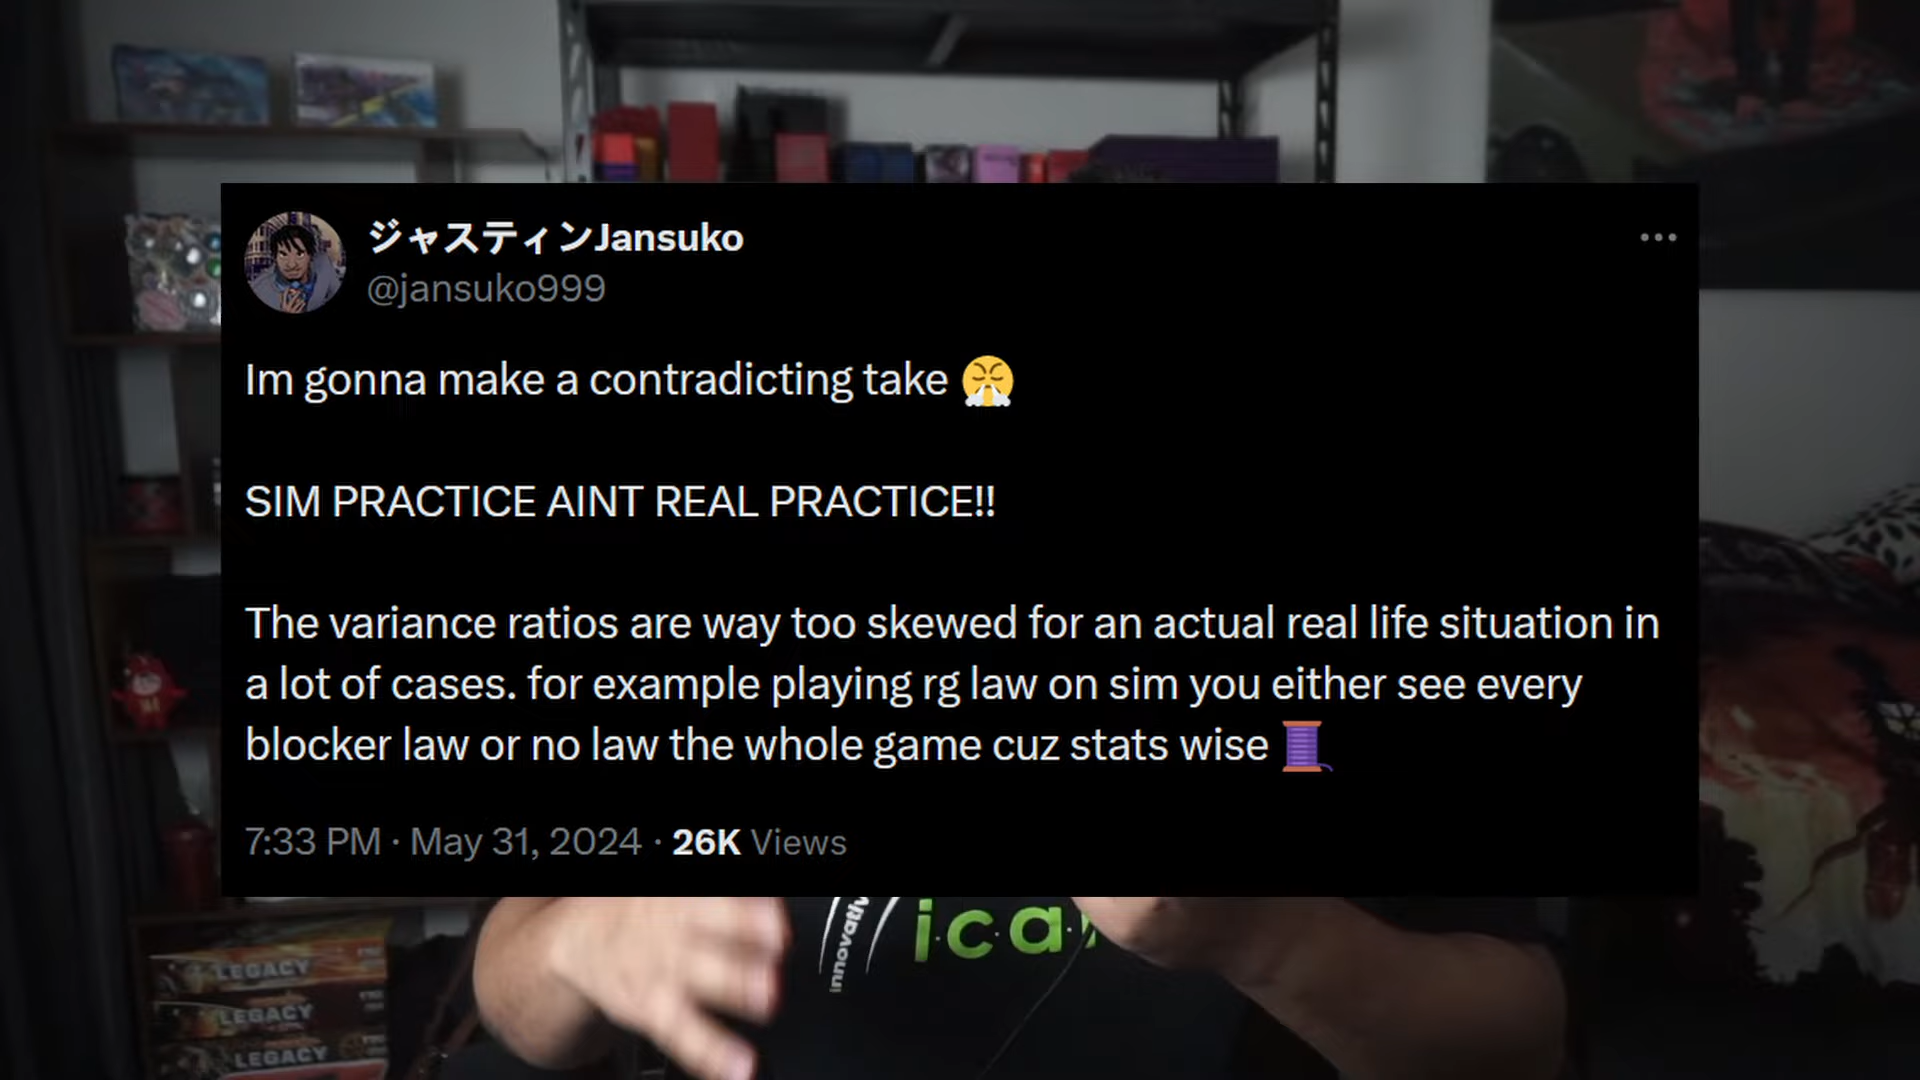 ジャスティンJansuko
@jansuko999
Im gonna make a contradicting take 😤
SIM PRACTICE AINT REAL PRACTICE!!
The variance ratios are way too skewed for an actual real life situation in
a lot of cases. for example playing rg law on sim you either see every
blocker law or no law the whole game cuz stats wise 🧵
7:33 PM · May 31, 2024 · 26K Views
innovativ
ica
LEGACY
LEGACY
LEGACY